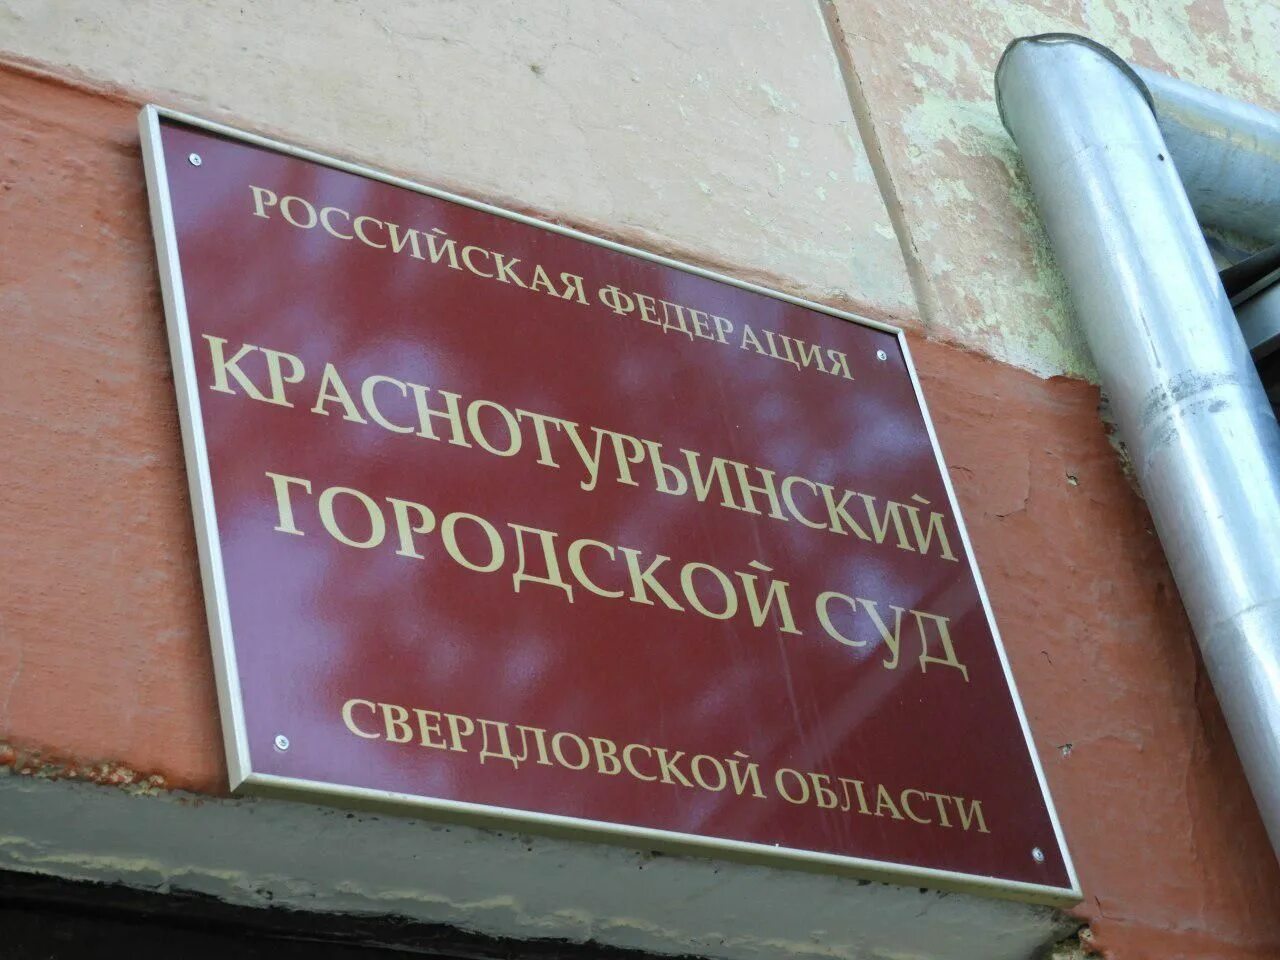 РОССИЙСКАЯ ФЕДЕРАЦИЯ
КРАСНОТУРЬИНСКИЙ
ГОРОДСКОЙ СУД
СВЕРДЛОВСКОЙ ОБЛАСТИ